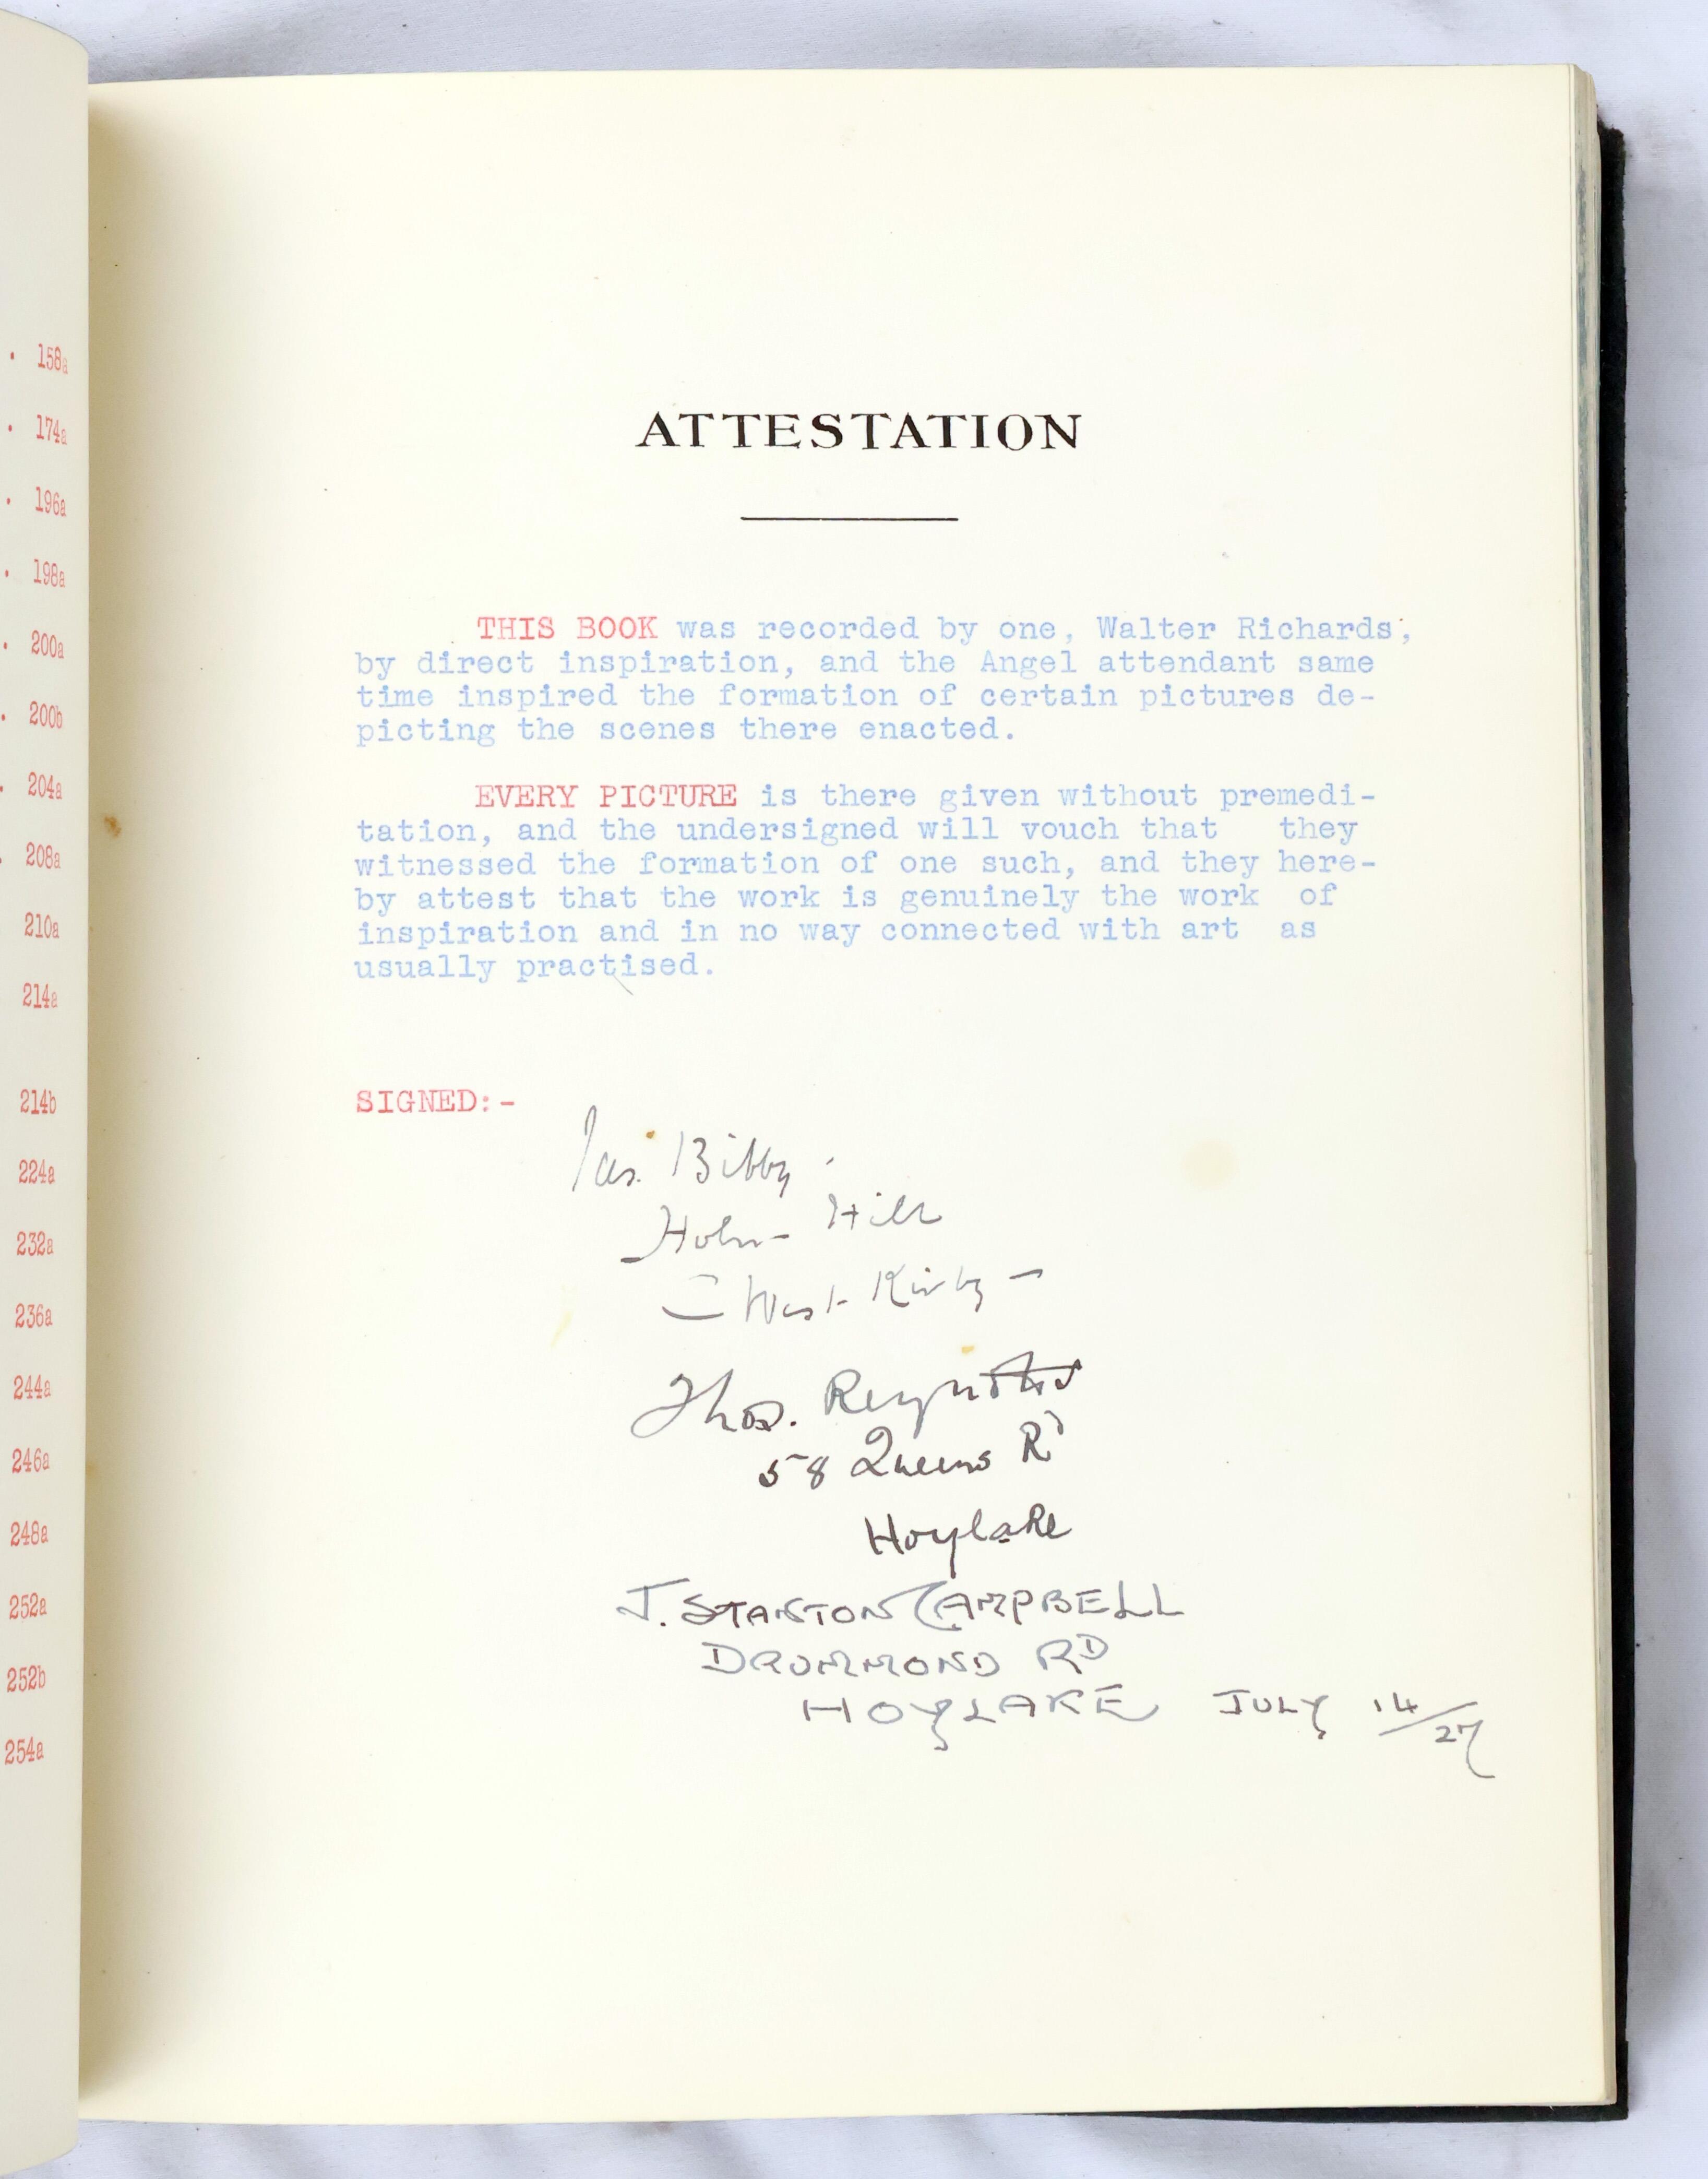 . 158a
. 174a
. 196a
. 198a
. 200a
. 200b
. 204a
. 208a
210a
214a
214b
224a
232a
236a
244a
246a
248a
252a
252b
254a
ATTESTATION
THIS BOOK was recorded by one, Walter Richards,
by direct inspiration, and the Angel attendant same
time inspired the formation of certain pictures de-
picting the scenes there enacted.
EVERY PICTURE is there given without premedi-
tation, and the undersigned will vouch that they
witnessed the formation of one such, and they here-
by attest that the work is genuinely the work of
inspiration and in no way connected with art as
usually practised.
SIGNED:-
Jas. Bibby.
Hill
West Kirby -
Thos. Reynolds
58 Queens Rd
Hoylake
J. STANTON CAMPBELL
DRUMMOND RD
HOYLAKE JULY 14/27